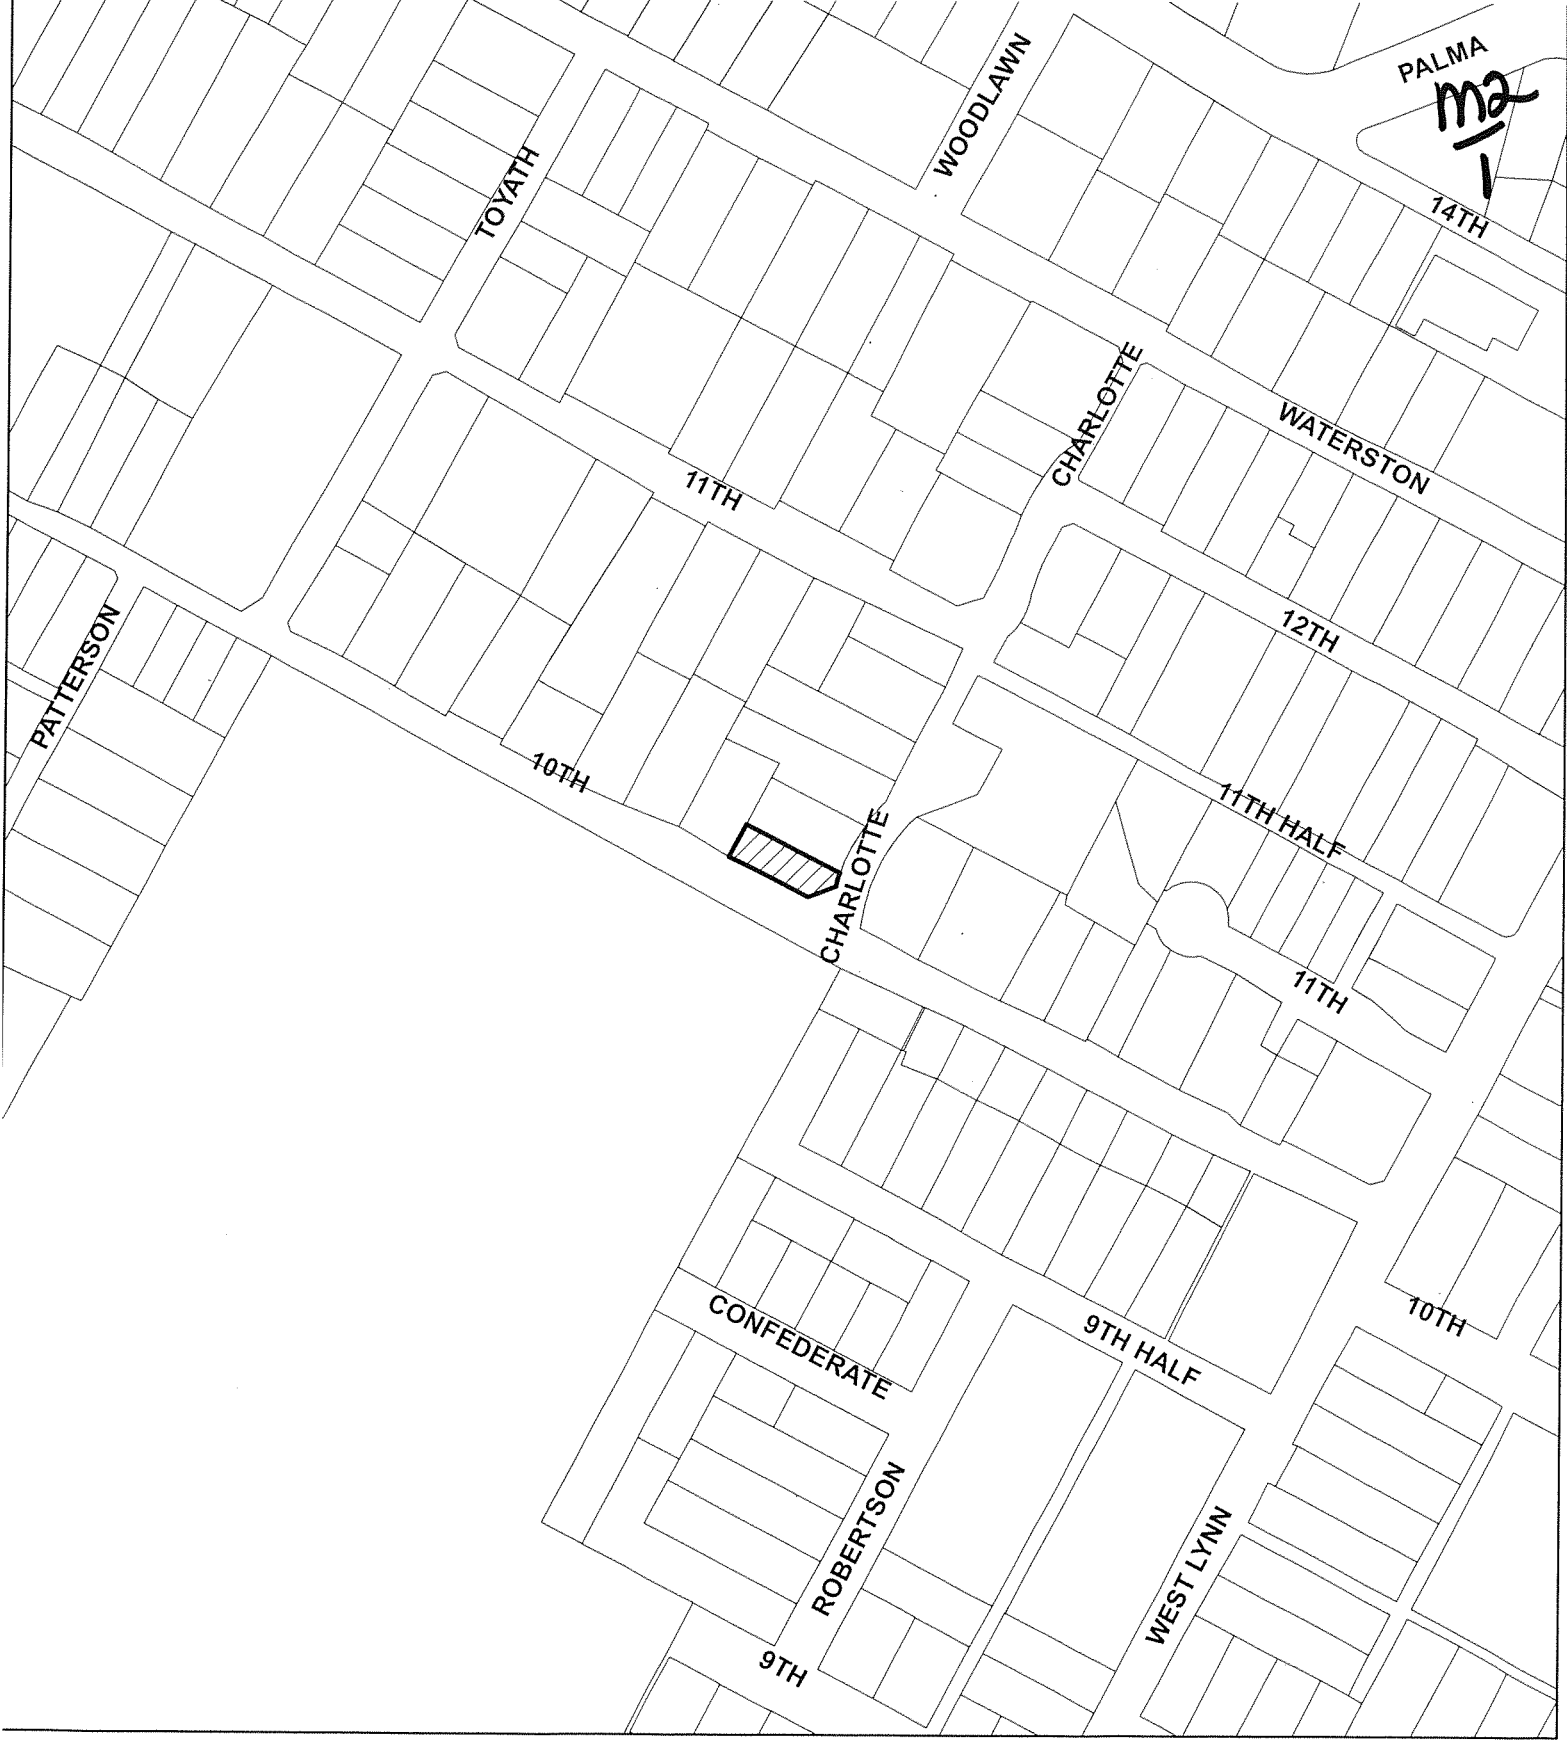 PALMA
M2
1
WOODLAWN
TOYATH
14TH
CHARLOTTE
WATERSTON
11TH
12TH
PATTERSON
10TH
11TH HALF
CHARLOTTE
11TH
CONFEDERATE
9TH HALF
10TH
ROBERTSON
WEST LYNN
9TH